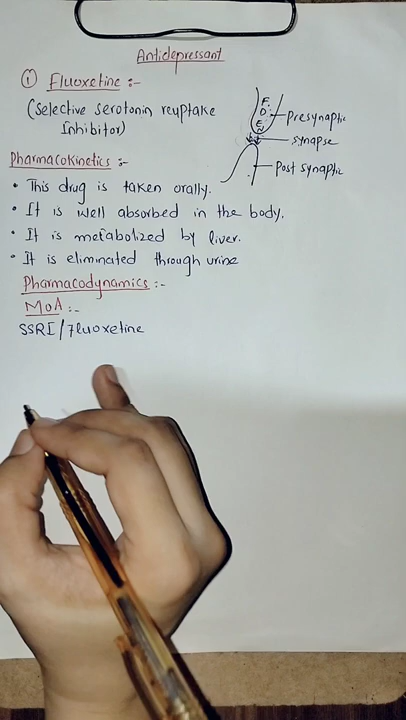 Antidepressant
① Fluoxetine :-
(Selective serotonin reuptake
Inhibitor)
Presynaptic
synapse
Post synaptic
Pharmacokinetics :-
• This drug is taken orally.
• It is well absorbed in the body.
• It is metabolized by liver.
• It is eliminated through urine
Pharmacodynamics :-
MoA :-
SSRI/Fluoxetine